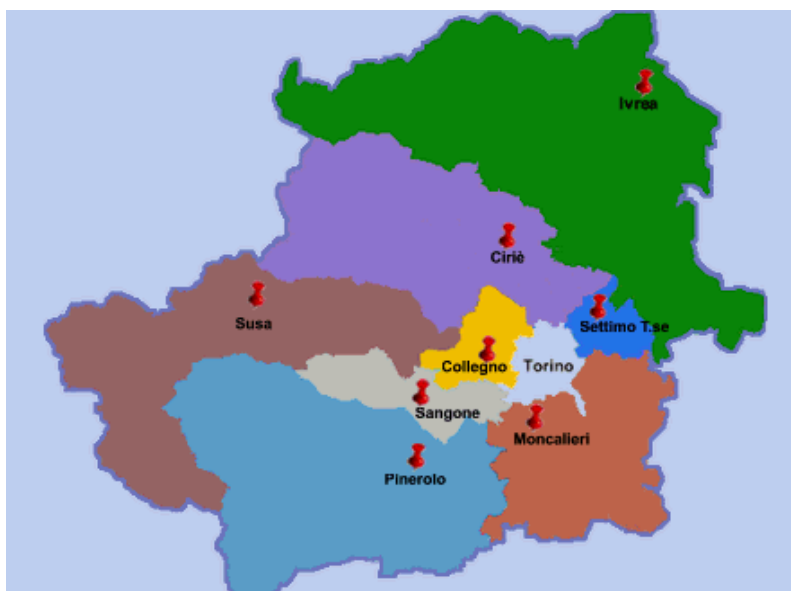 Ivrea
Ciriè
Susa
Settimo T.se
Collegno
Torino
Sangone
Moncalieri
Pinerolo